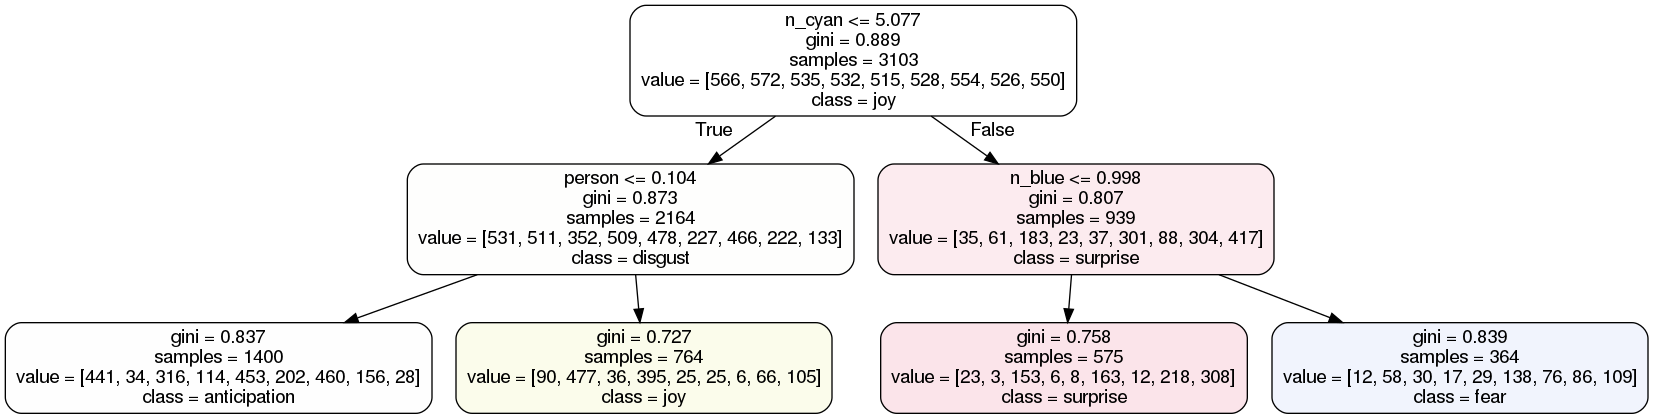 n_cyan <= 5.077
gini = 0.889
samples = 3103
value = [566, 572, 535, 532, 515, 528, 554, 526, 550]
class = joy
True
False
person <= 0.104
gini = 0.873
samples = 2164
value = [531, 511, 352, 509, 478, 227, 466, 222, 133]
class = disgust
n_blue <= 0.998
gini = 0.807
samples = 939
value = [35, 61, 183, 23, 37, 301, 88, 304, 417]
class = surprise
gini = 0.837
samples = 1400
value = [441, 34, 316, 114, 453, 202, 460, 156, 28]
class = anticipation
gini = 0.727
samples = 764
value = [90, 477, 36, 395, 25, 25, 6, 66, 105]
class = joy
gini = 0.758
samples = 575
value = [23, 3, 153, 6, 8, 163, 12, 218, 308]
class = surprise
gini = 0.839
samples = 364
value = [12, 58, 30, 17, 29, 138, 76, 86, 109]
class = fear